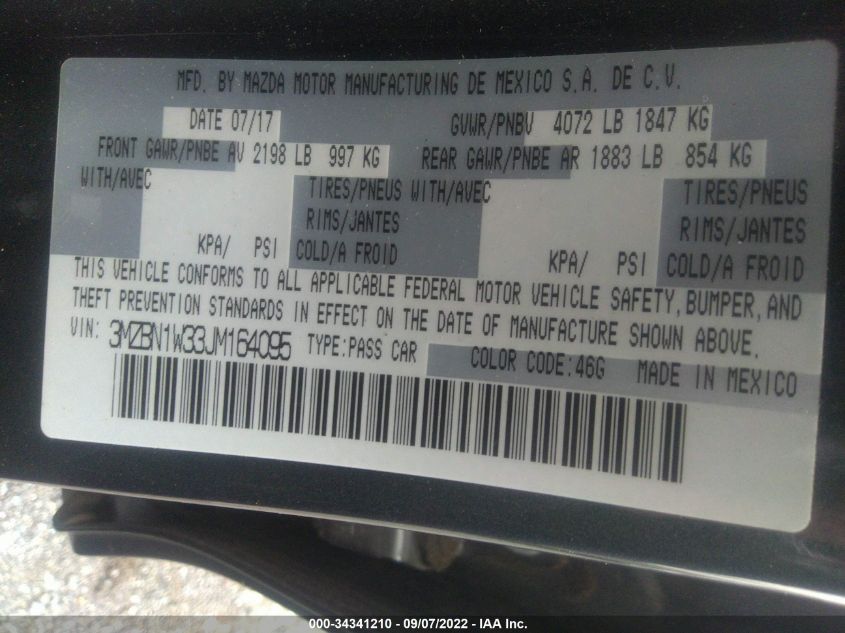 MFD. BY MAZDA MOTOR MANUFACTURING DE MEXICO S.A. DE C.V.
DATE 07/17 GVWR/PNBV 4072 LB 1847 KG
FRONT GAWR/PNBE AV 2198 LB 997 KG REAR GAWR/PNBE AR 1883 LB 854 KG
WITH/AVEC TIRES/PNEUS WITH/AVEC TIRES/PNEUS
RIMS/JANTES RIMS/JANTES
KPA/ PSI COLD/A FROID KPA/ PSI COLD/A FROID
THIS VEHICLE CONFORMS TO ALL APPLICABLE FEDERAL MOTOR VEHICLE SAFETY, BUMPER, AND
THEFT PREVENTION STANDARDS IN EFFECT ON THE DATE OF MANUFACTURE SHOWN ABOVE.
VIN: 3MZBN1W33JM164095 TYPE:PASS CAR COLOR CODE:46G MADE IN MEXICO
000-34341210 - 09/07/2022 - IAA Inc.